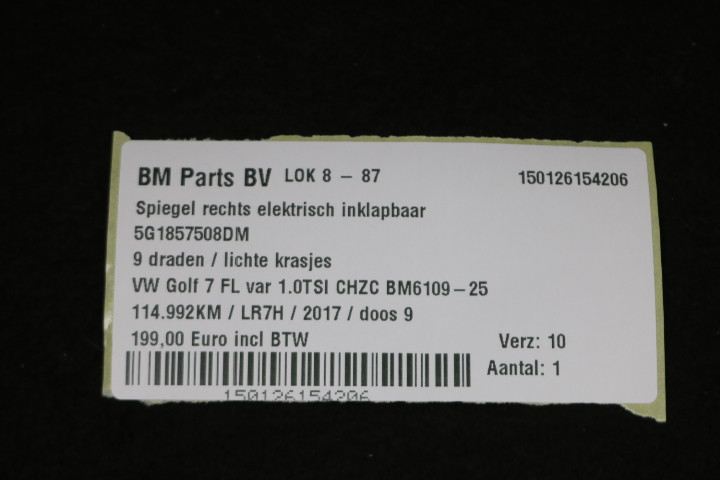 BM Parts BV LOK 8 - 87 150126154206
Spiegel rechts elektrisch inklapbaar
5G1857508DM
9 draden / lichte krasjes
VW Golf 7 FL var 1.0TSI CHZC BM6109-25
114.992KM / LR7H / 2017 / doos 9
199,00 Euro incl BTW Verz: 10
Aantal: 1
150126154206